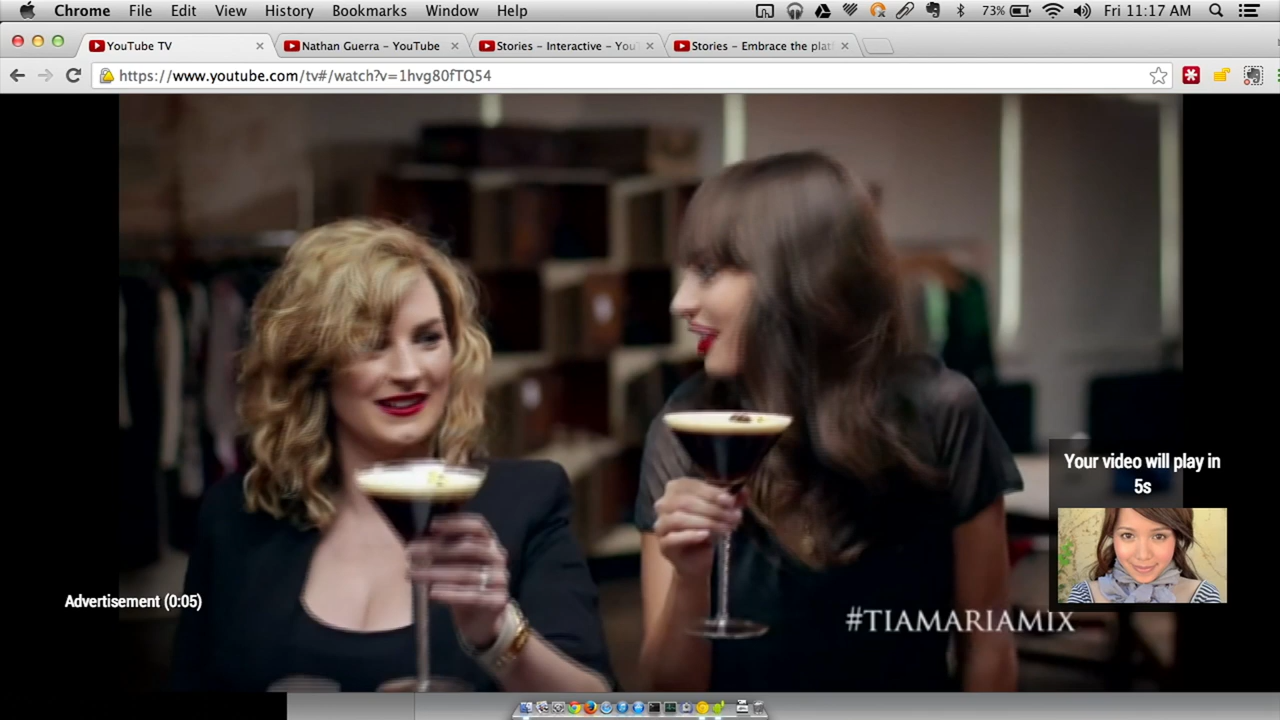 Chrome File Edit View History Bookmarks Window Help 73% Fri 11:17 AM
YouTube TV Nathan Guerra – YouTube Stories – Interactive – You Stories – Embrace the plat
https://www.youtube.com/tv#/watch?v=1hvg80fTQ54
Your video will play in
5s
Advertisement (0:05)
#TIAMARIAMIX